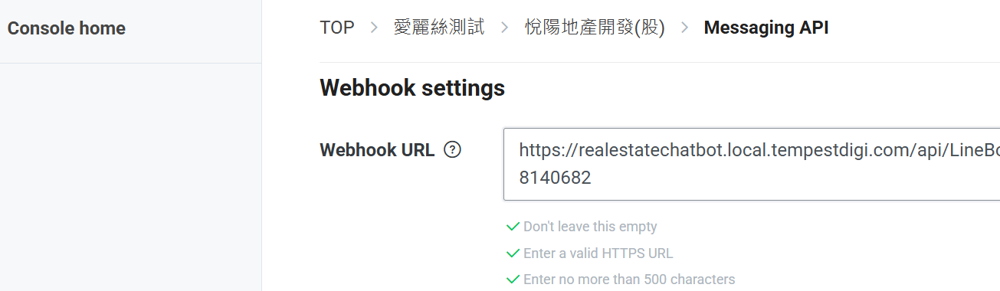 Console home
TOP > 愛麗絲測試 > 悅陽地產開發(股) > Messaging API
Webhook settings
Webhook URL ?
https://realestatechatbot.local.tempestdigi.com/api/LineBo
8140682
Don't leave this empty
Enter a valid HTTPS URL
Enter no more than 500 characters